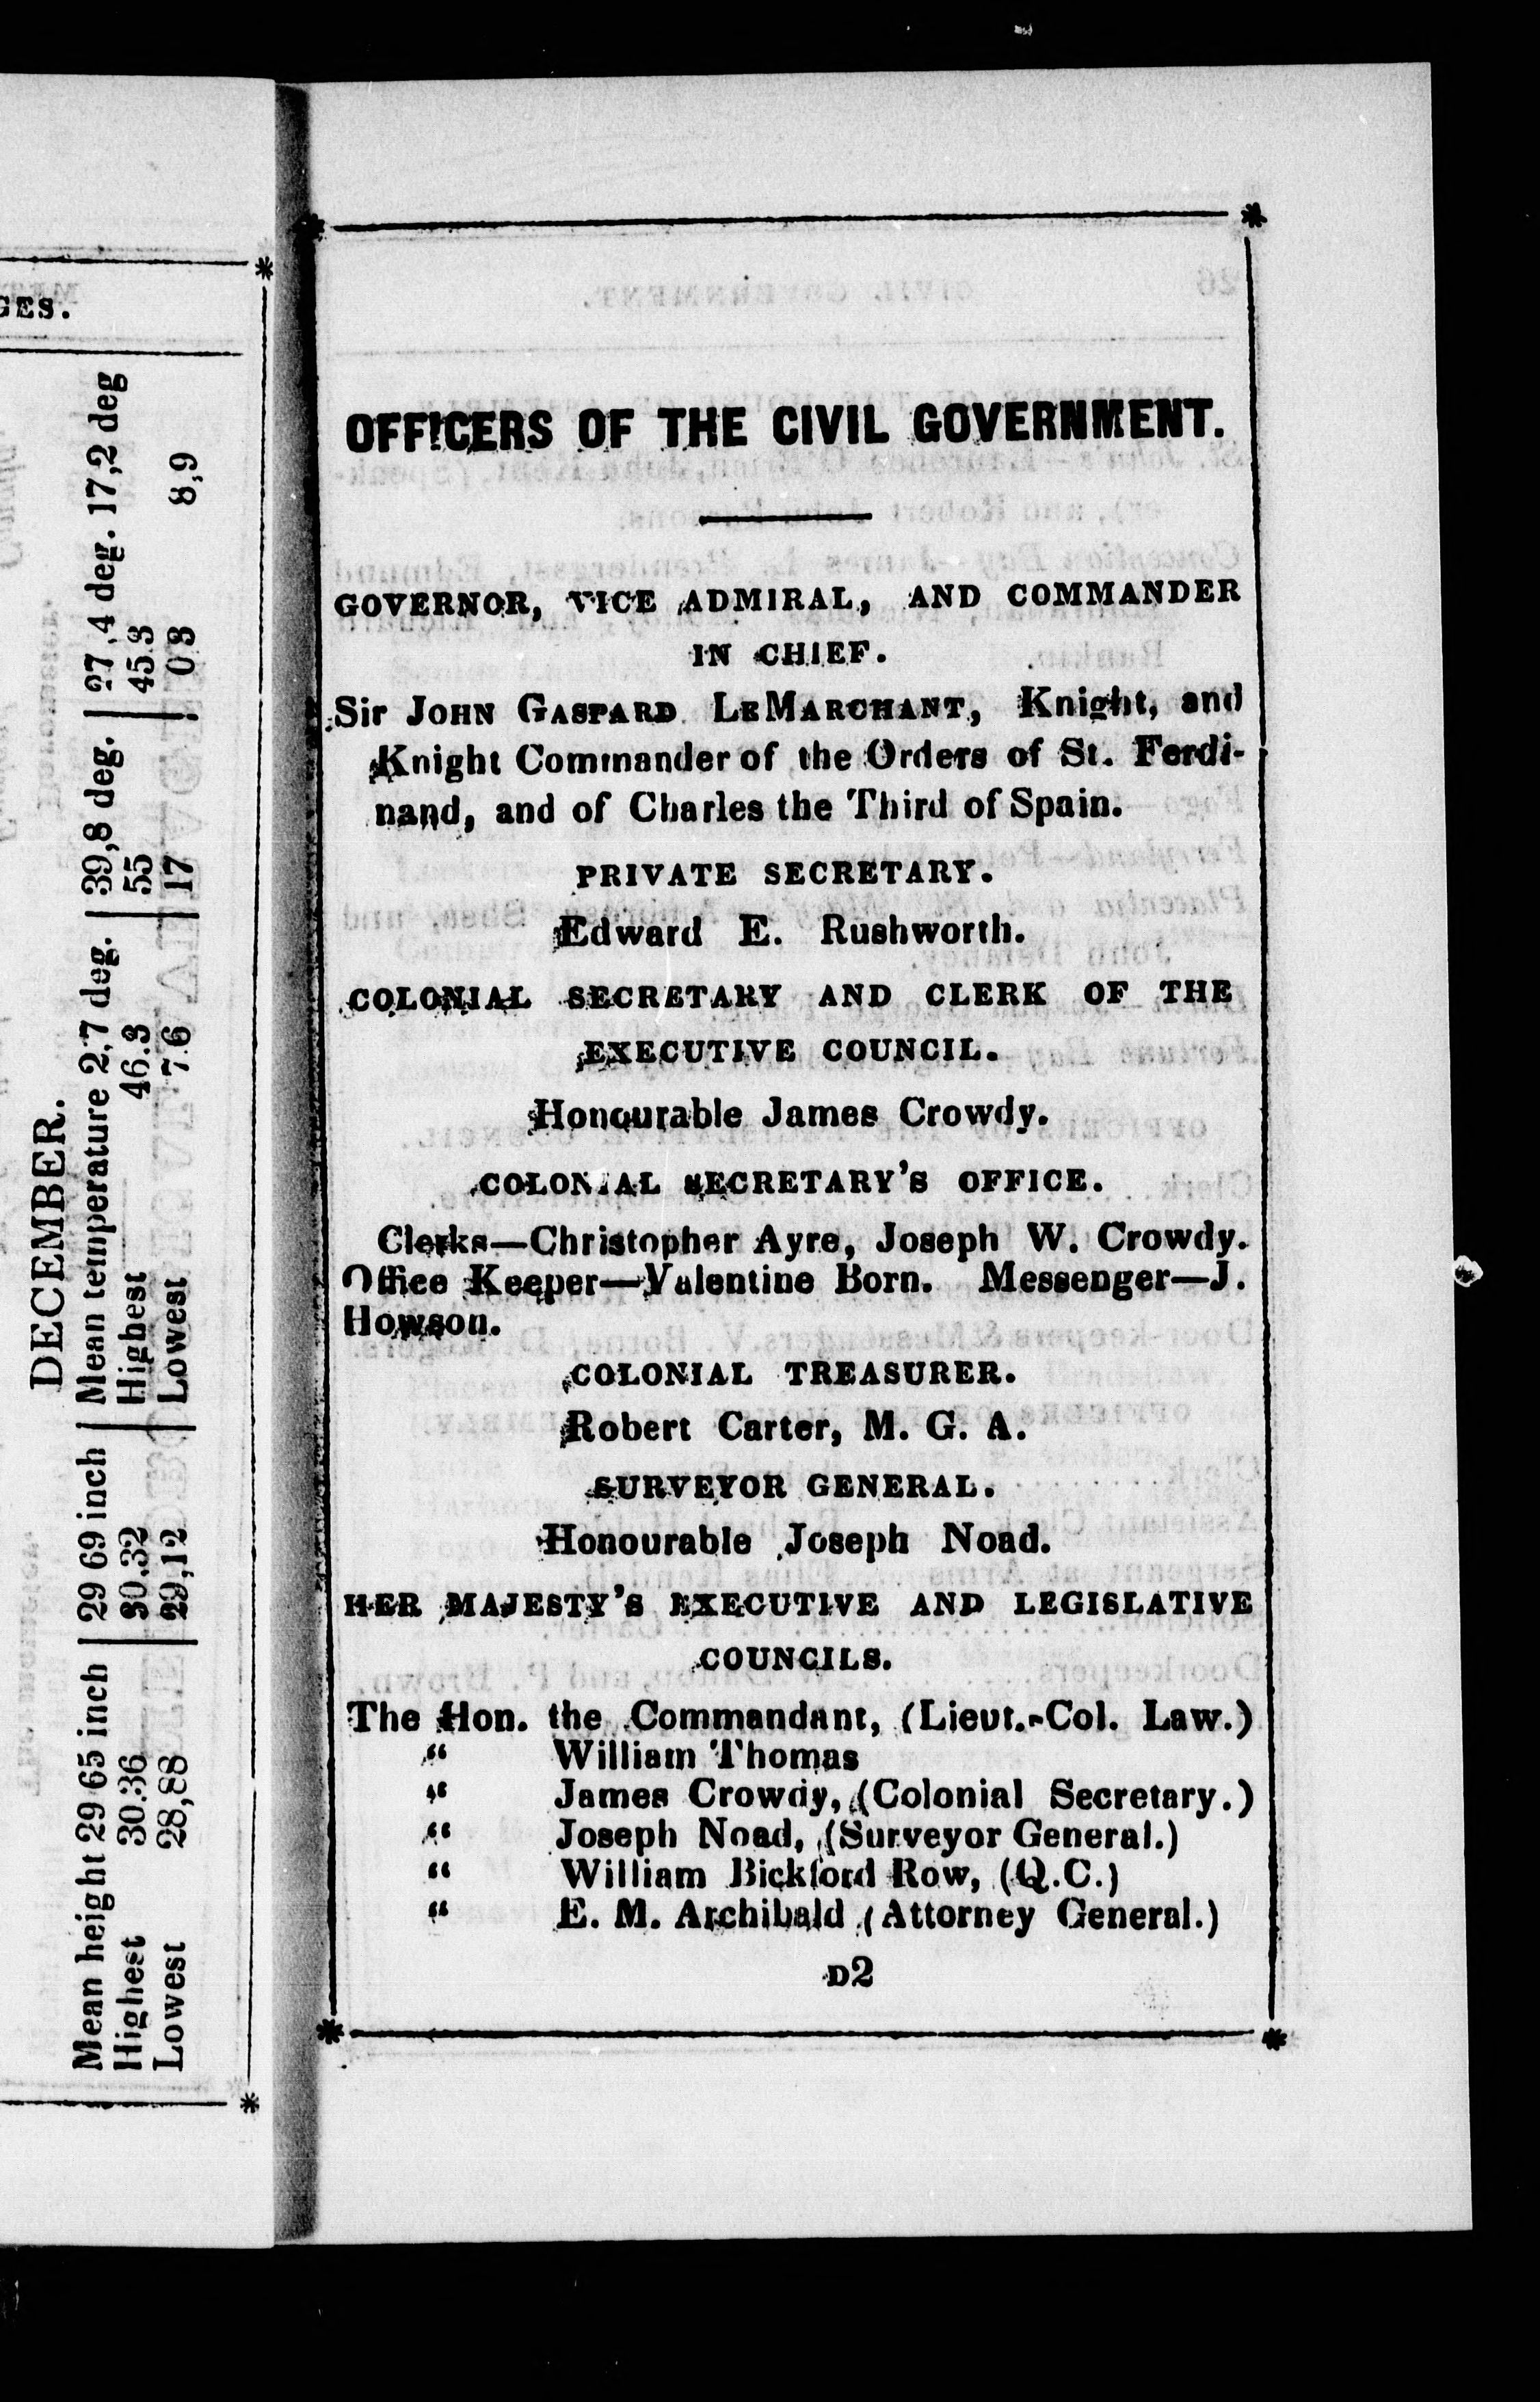 GES.
DECEMBER.
Mean height 29 65 inch | 29 69 inch | Mean temperature 2,7 deg. | 39,8 deg. | 27,4 deg. 17,2 deg
Highest 30.36 30.32 Highest 46.3 55 45.3
Lowest 28,88 29,12 Lowest 7 6 17 0 8 8,9
OFFICERS OF THE CIVIL GOVERNMENT.
GOVERNOR, VICE ADMIRAL, AND COMMANDER
IN CHIEF.
Sir JOHN GASPARD LEMARCHANT, Knight, and
Knight Commander of the Orders of St. Ferdi-
nand, and of Charles the Third of Spain.
PRIVATE SECRETARY.
Edward E. Rushworth.
COLONIAL SECRETARY AND CLERK OF THE
EXECUTIVE COUNCIL.
Honourable James Crowdy.
COLONIAL SECRETARY'S OFFICE.
Clerks—Christopher Ayre, Joseph W. Crowdy.
Office Keeper—Valentine Born. Messenger—J.
Howson.
COLONIAL TREASURER.
Robert Carter, M. G. A.
SURVEYOR GENERAL.
Honourable Joseph Noad.
HER MAJESTY'S EXECUTIVE AND LEGISLATIVE
COUNCILS.
The Hon. the Commandant, (Lieut.-Col. Law.)
“ William Thomas
“ James Crowdy, (Colonial Secretary.)
“ Joseph Noad, (Surveyor General.)
“ William Bickford Row, (Q.C.)
“ E. M. Archibald (Attorney General.)
D2